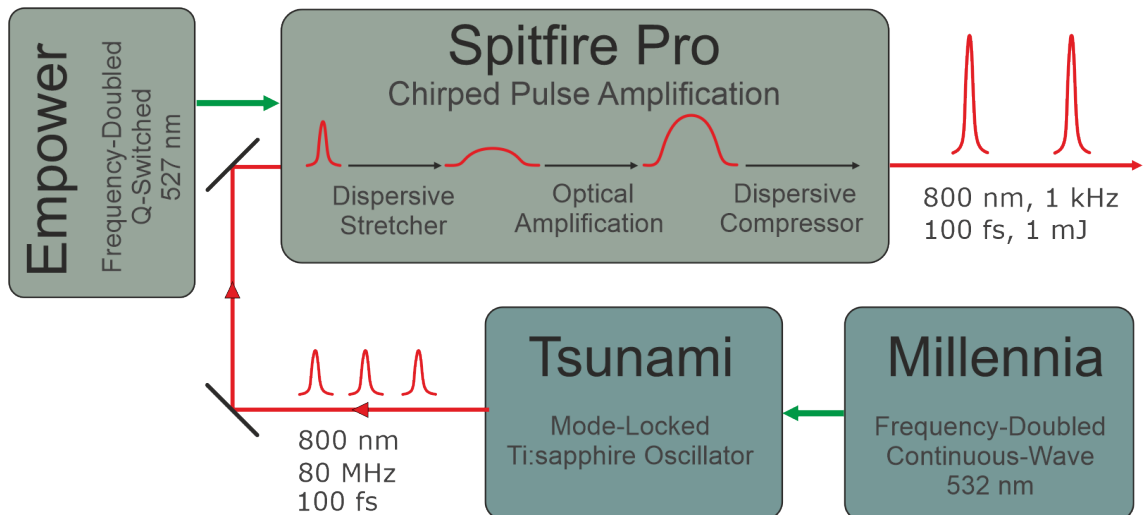 Empower
Frequency-Doubled
Q-Switched
527 nm
Spitfire Pro
Chirped Pulse Amplification
Dispersive
Stretcher
Optical
Amplification
Dispersive
Compressor
800 nm, 1 kHz
100 fs, 1 mJ
800 nm
80 MHz
100 fs
Tsunami
Mode-Locked
Ti:sapphire Oscillator
Millennia
Frequency-Doubled
Continuous-Wave
532 nm